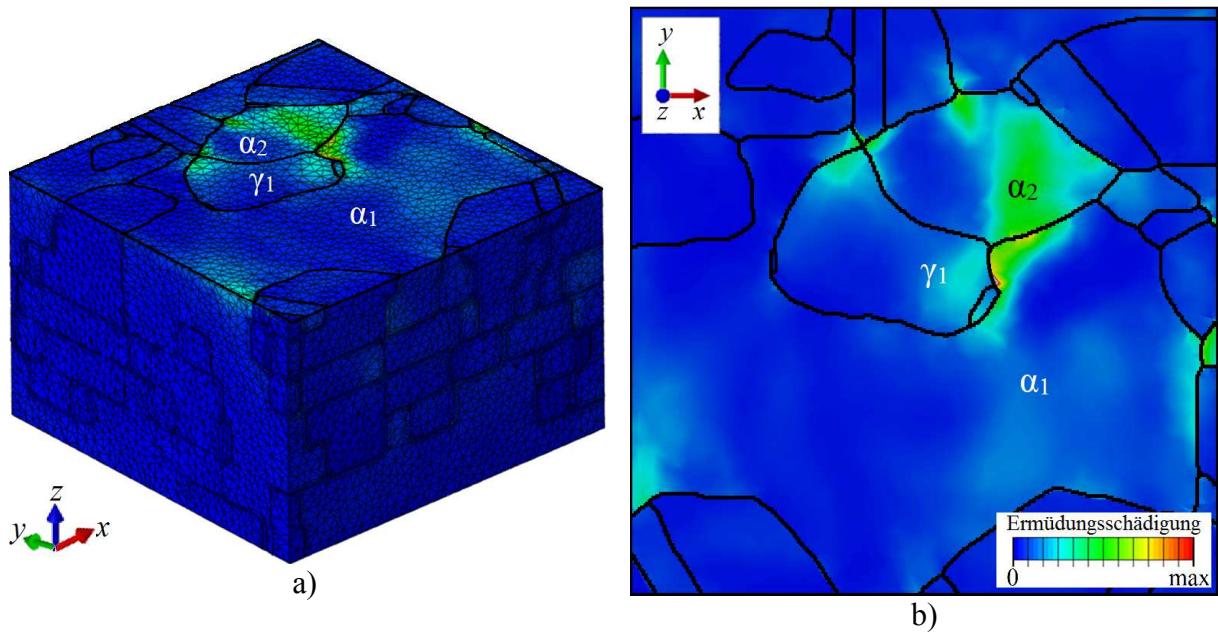 α₂
γ₁
α₁
z
y
x
a)
y
z
x
α₂
γ₁
α₁
Ermüdungsschädigung
0 max
b)